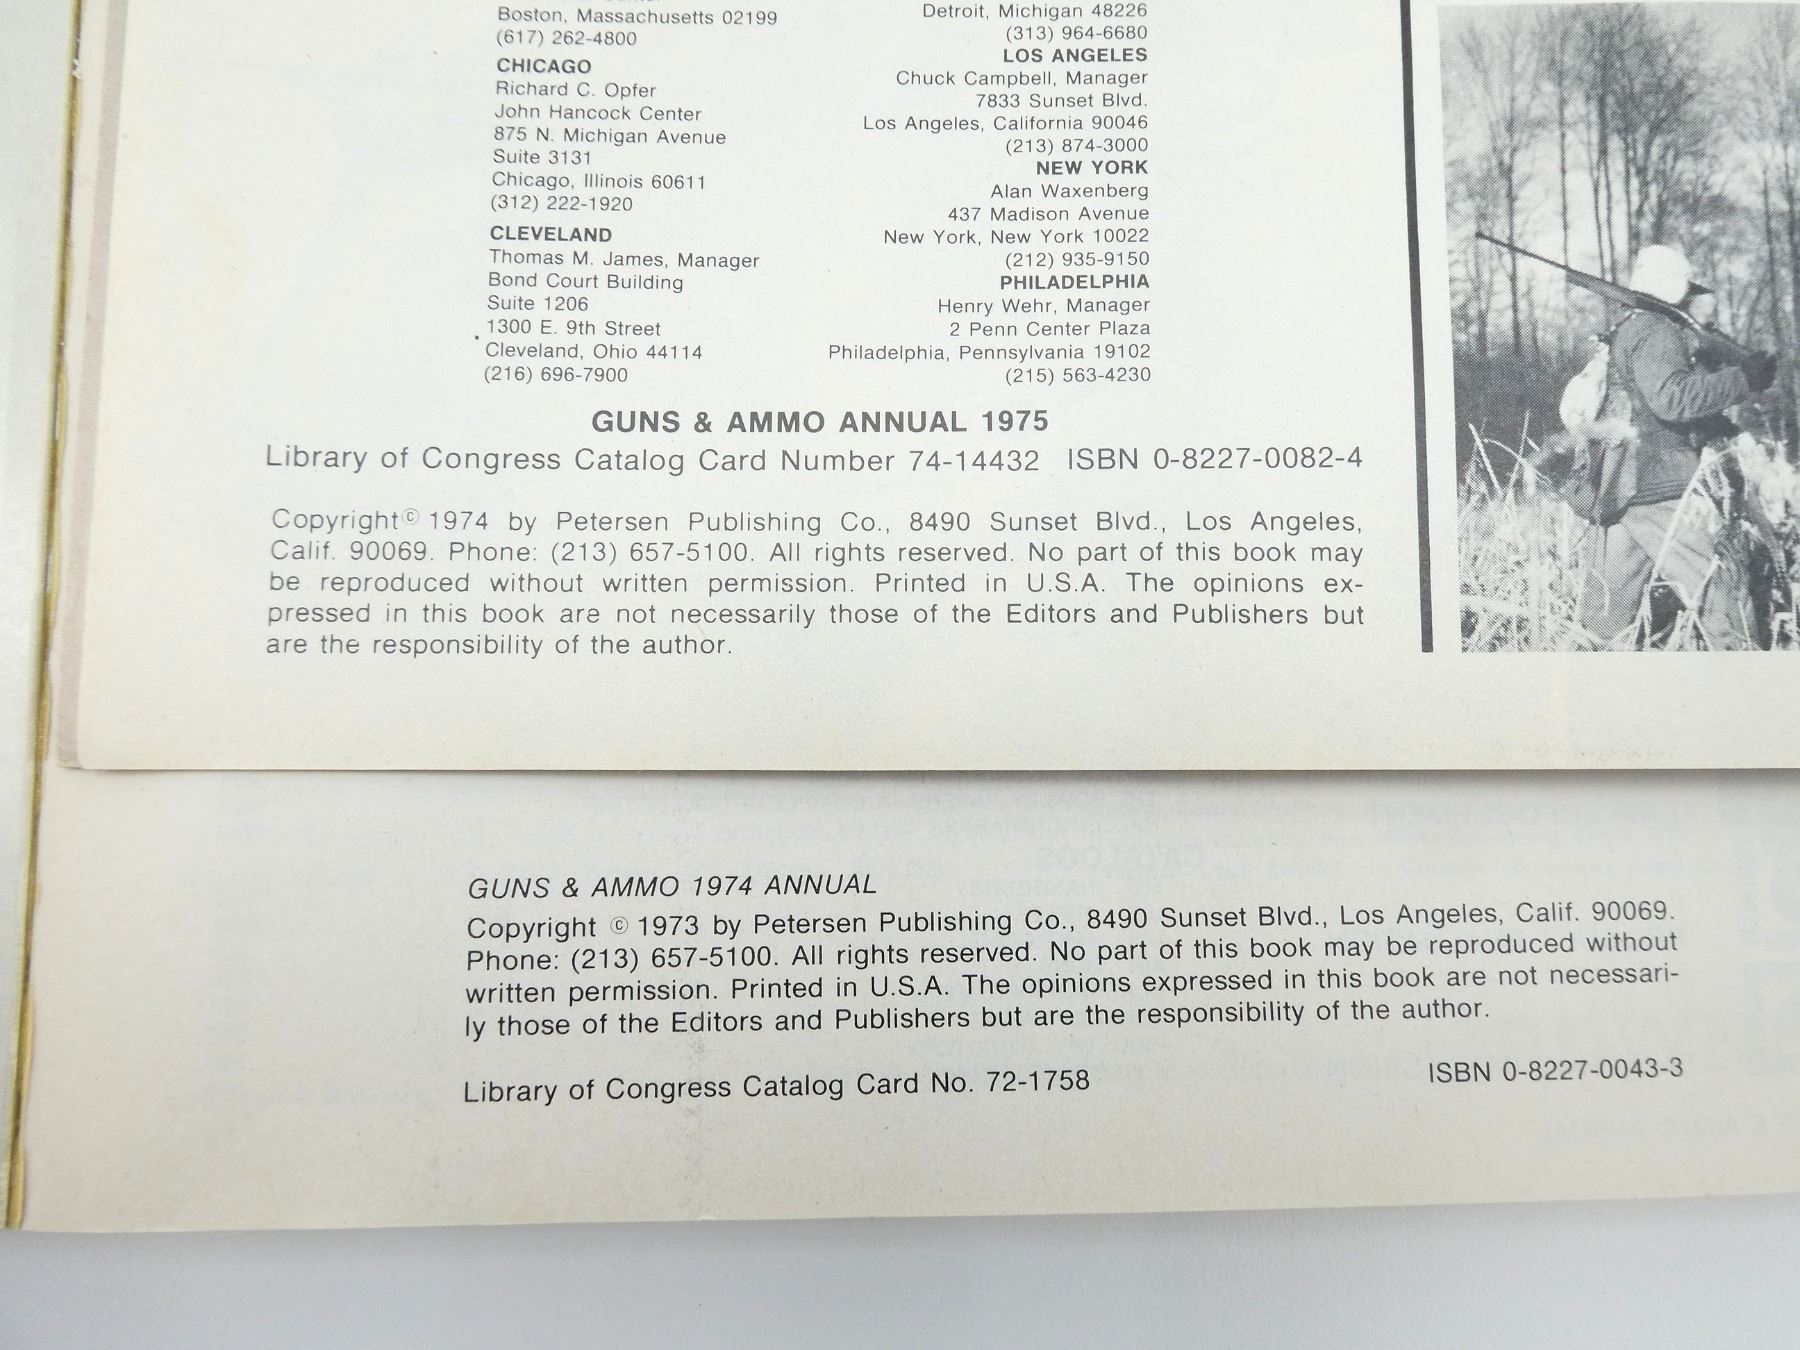 Boston, Massachusetts 02199
(617) 262-4800
CHICAGO
Richard C. Opfer
John Hancock Center
875 N. Michigan Avenue
Suite 3131
Chicago, Illinois 60611
(312) 222-1920
CLEVELAND
Thomas M. James, Manager
Bond Court Building
Suite 1206
1300 E. 9th Street
Cleveland, Ohio 44114
(216) 696-7900
Detroit, Michigan 48226
(313) 964-6680
LOS ANGELES
Chuck Campbell, Manager
7833 Sunset Blvd.
Los Angeles, California 90046
(213) 874-3000
NEW YORK
Alan Waxenberg
437 Madison Avenue
New York, New York 10022
(212) 935-9150
PHILADELPHIA
Henry Wehr, Manager
2 Penn Center Plaza
Philadelphia, Pennsylvania 19102
(215) 563-4230
GUNS & AMMO ANNUAL 1975
Library of Congress Catalog Card Number 74-14432 ISBN 0-8227-0082-4
Copyright © 1974 by Petersen Publishing Co., 8490 Sunset Blvd., Los Angeles,
Calif. 90069. Phone: (213) 657-5100. All rights reserved. No part of this book may
be reproduced without written permission. Printed in U.S.A. The opinions ex-
pressed in this book are not necessarily those of the Editors and Publishers but
are the responsibility of the author.
GUNS & AMMO 1974 ANNUAL
Copyright © 1973 by Petersen Publishing Co., 8490 Sunset Blvd., Los Angeles, Calif. 90069.
Phone: (213) 657-5100. All rights reserved. No part of this book may be reproduced without
written permission. Printed in U.S.A. The opinions expressed in this book are not necessari-
ly those of the Editors and Publishers but are the responsibility of the author.
Library of Congress Catalog Card No. 72-1758 ISBN 0-8227-0043-3